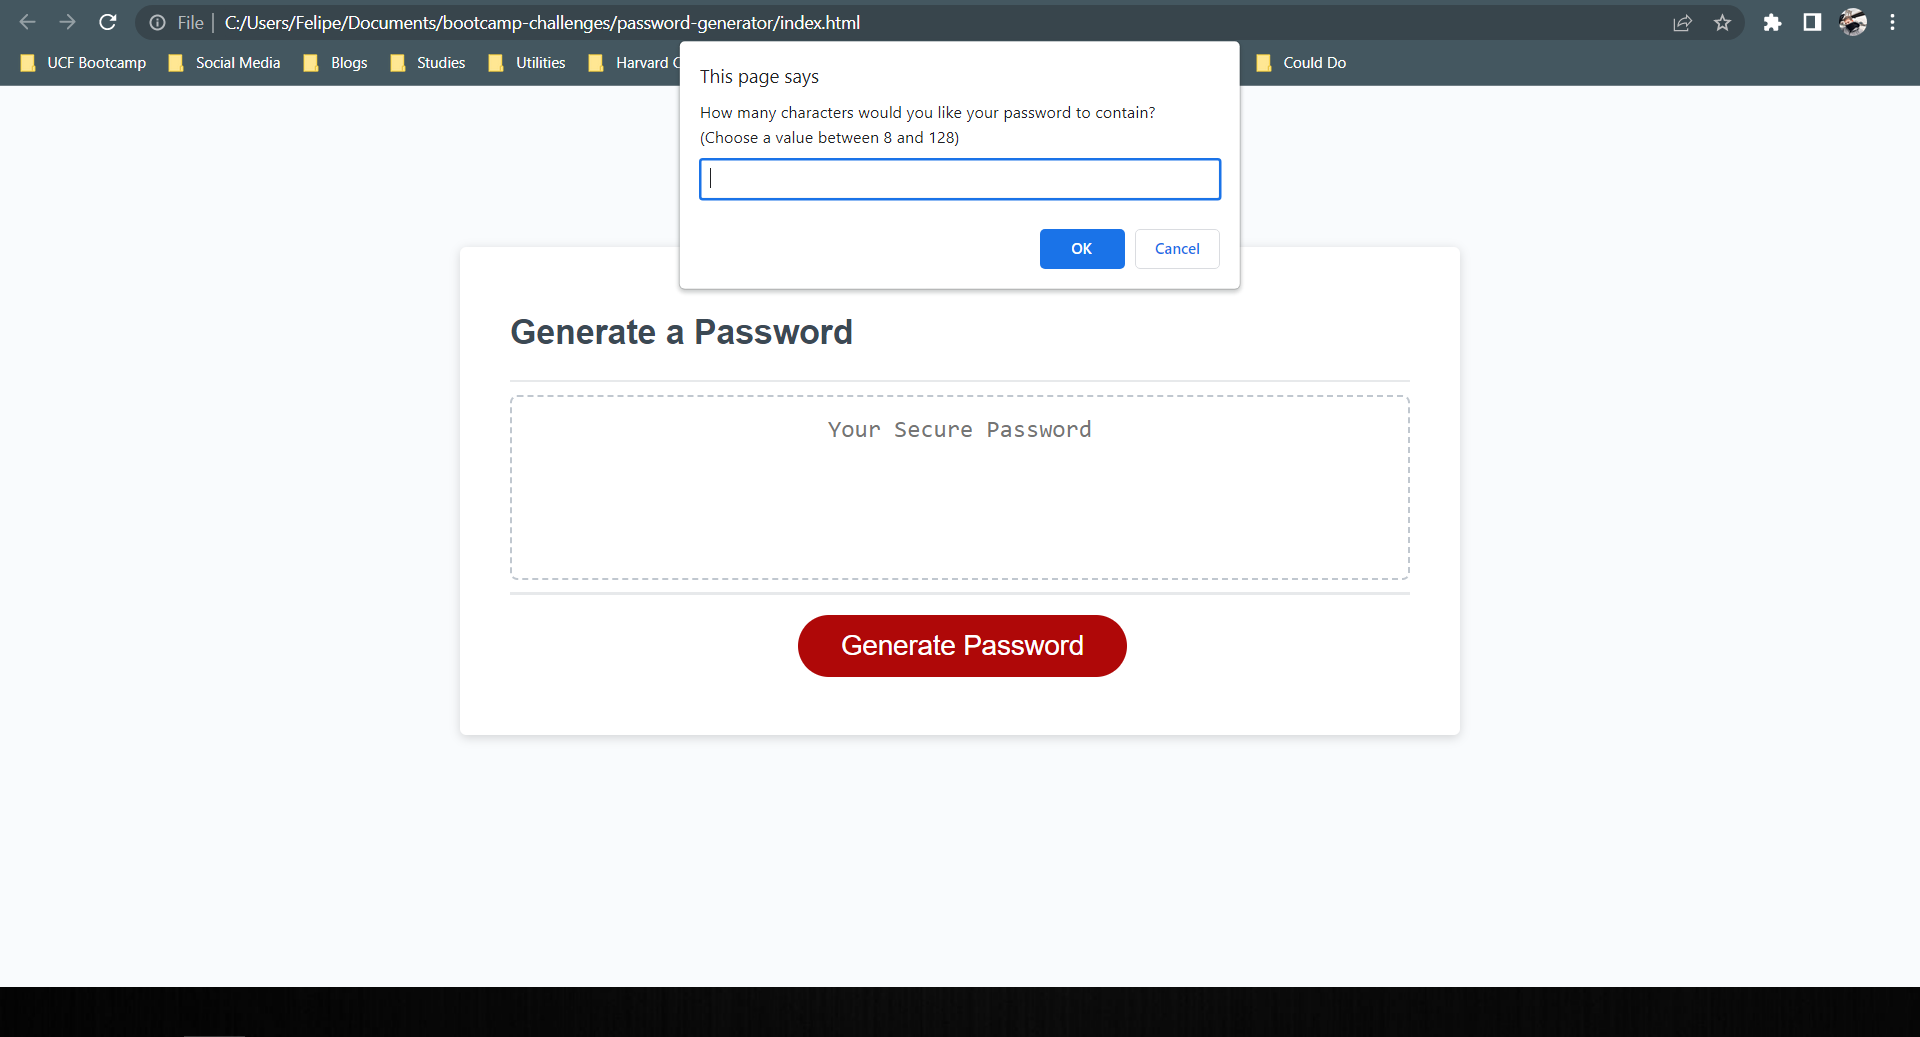 File | C:/Users/Felipe/Documents/bootcamp-challenges/password-generator/index.html
UCF Bootcamp Social Media Blogs Studies Utilities Harvard C Could Do
This page says
How many characters would you like your password to contain?
(Choose a value between 8 and 128)
OK Cancel
Generate a Password
Your Secure Password
Generate Password